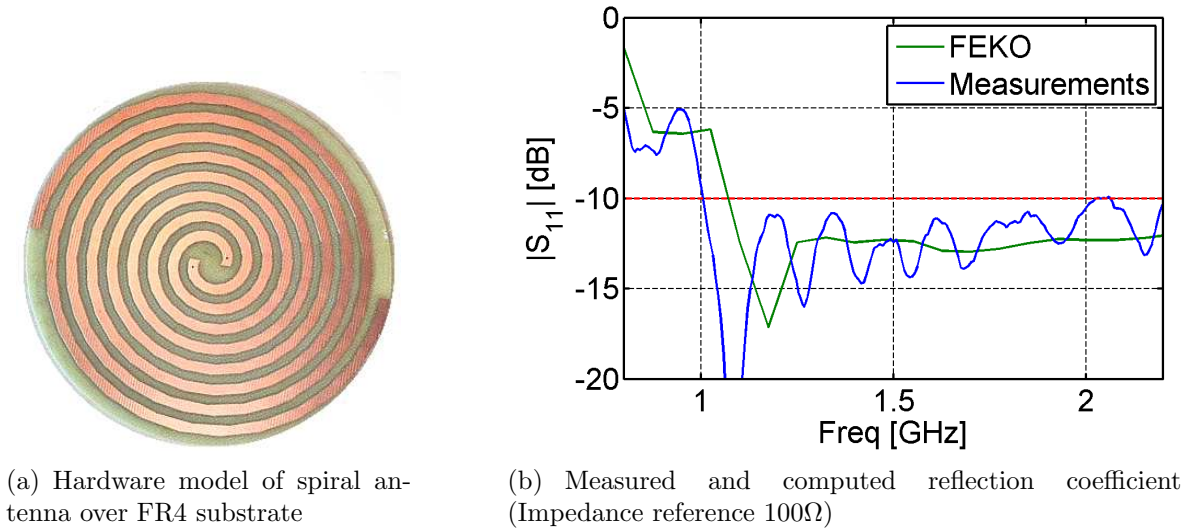 0
-5
-10
-15
-20
|S11| [dB]
FEKO
Measurements
1
1.5
2
Freq [GHz]
(a) Hardware model of spiral an-
tenna over FR4 substrate
(b) Measured and computed reflection coefficient
(Impedance reference 100Ω)